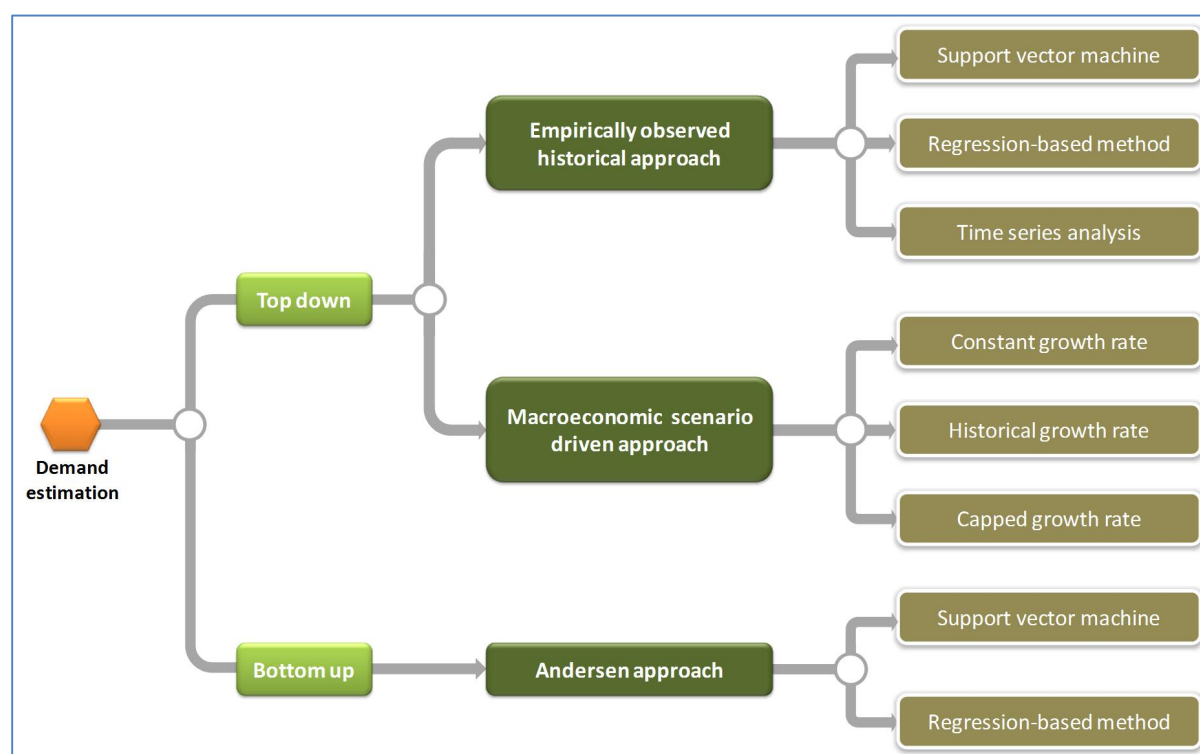 Support vector machine
Empirically observed
historical approach
Regression-based method
Time series analysis
Top down
Constant growth rate
Macroeconomic scenario
driven approach
Historical growth rate
Capped growth rate
Demand
estimation
Support vector machine
Bottom up
Andersen approach
Regression-based method